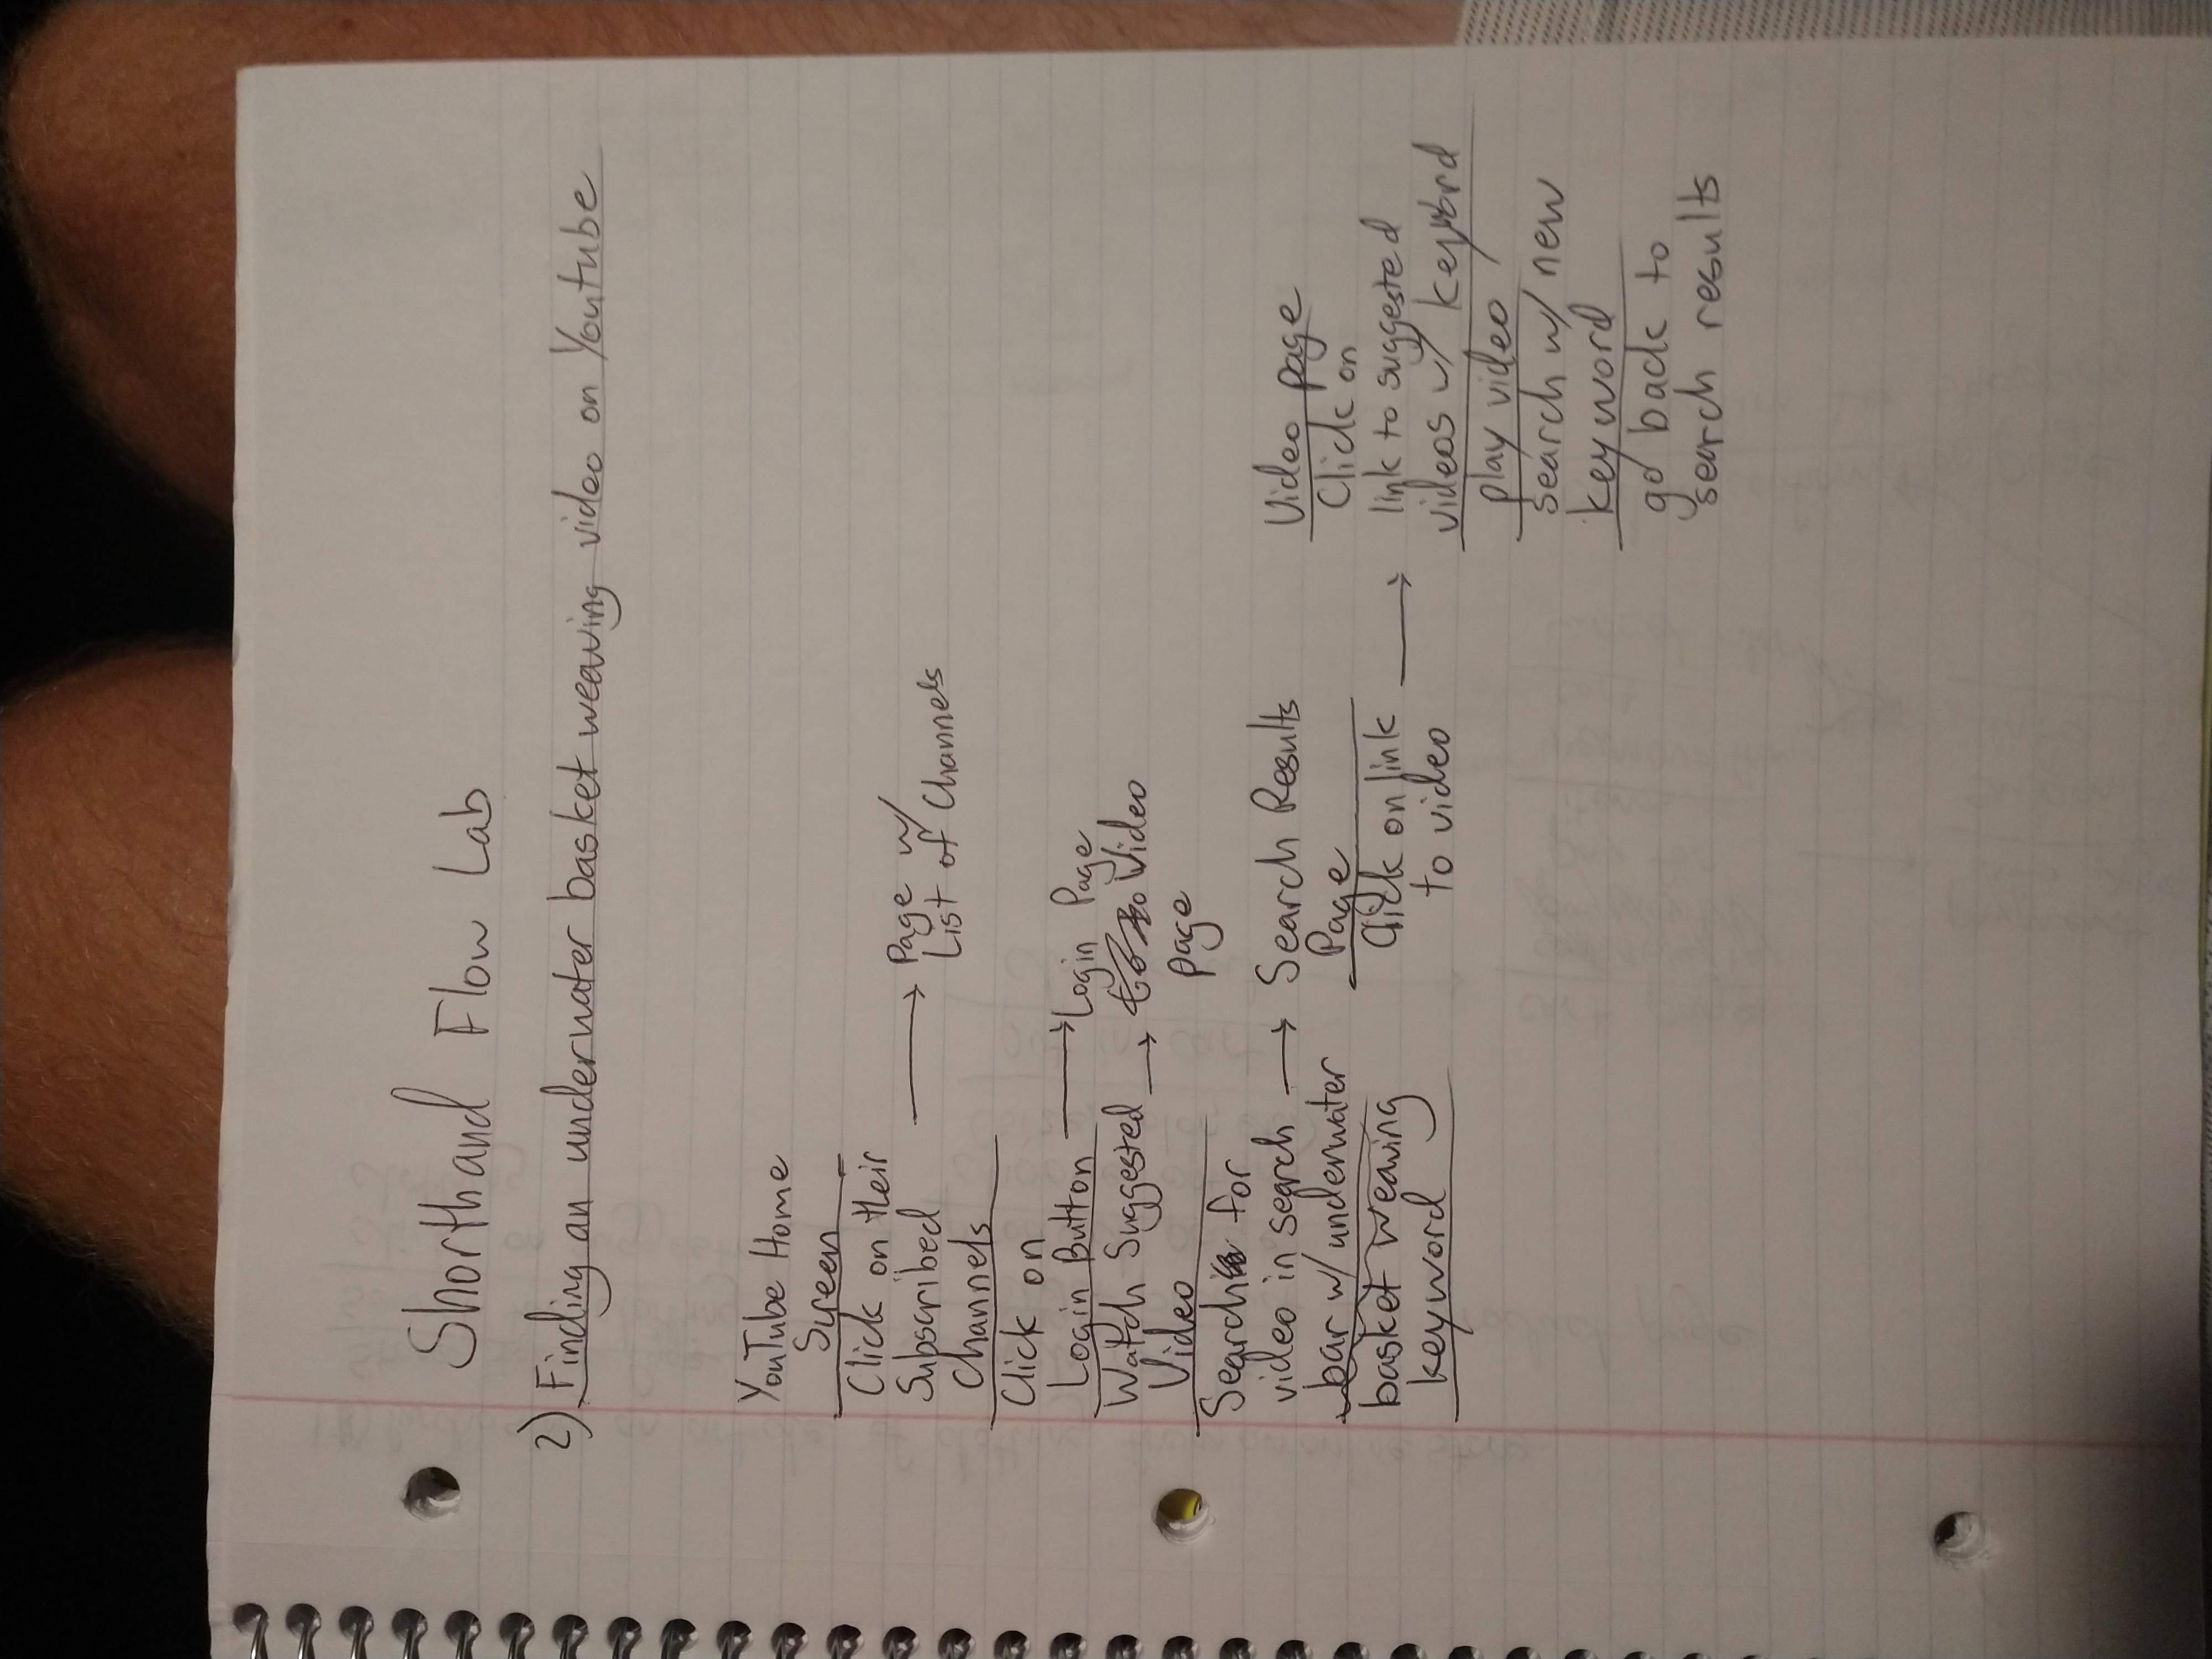 Shorthand Flow Lab
2) Finding an underwater basket weaving video on Youtube
YouTube Home
Screen
Click on their
Subscribed
Channels
→ Page w/
List of Channels
Click on
Login Button → Login Page
Watch Suggested → Video
Video
page
Search for
video in search → Search Results
bar w/ underwater
Page
basket weaving
keyword
Click on link →
to video
Video page
Click on
link to suggested
videos w/ keyword
play video
search w/ new
keyword
go back to
search results